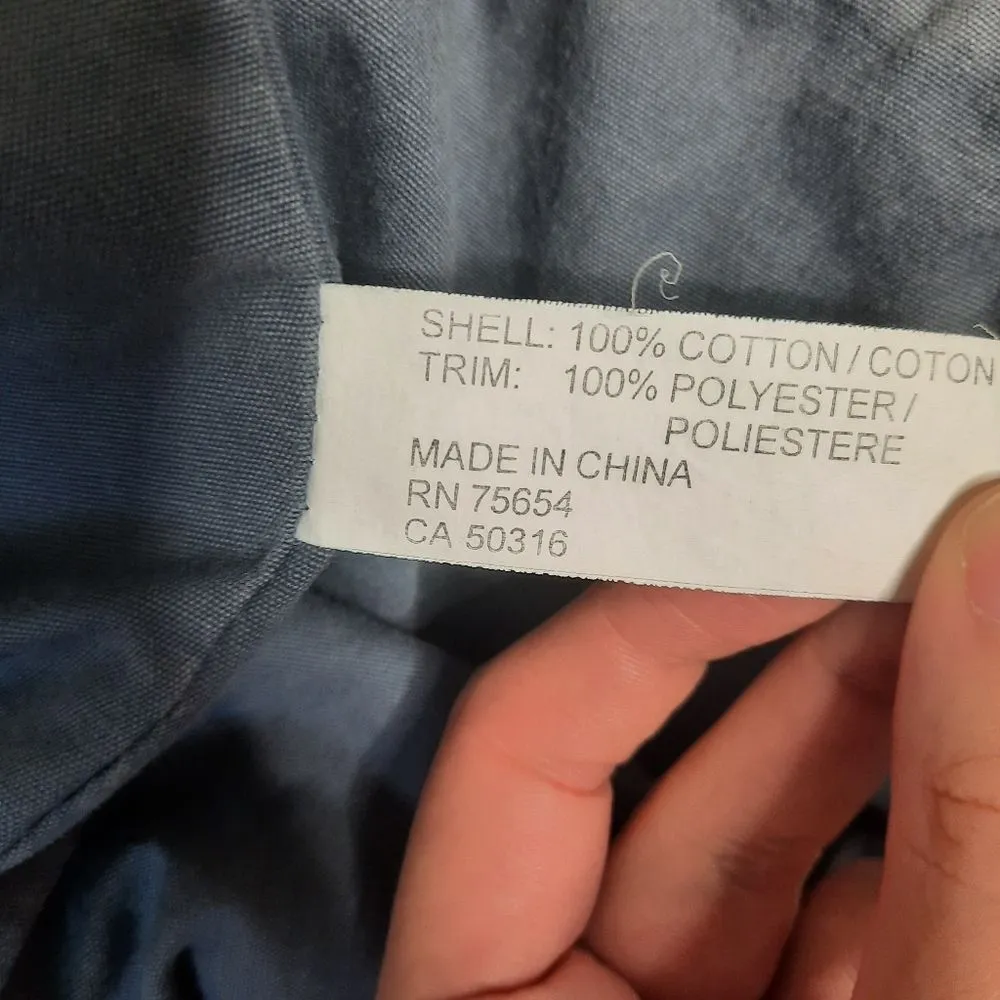 SHELL: 100% COTTON / COTON
TRIM: 100% POLYESTER /
POLIESTERE
MADE IN CHINA
RN 75654
CA 50316